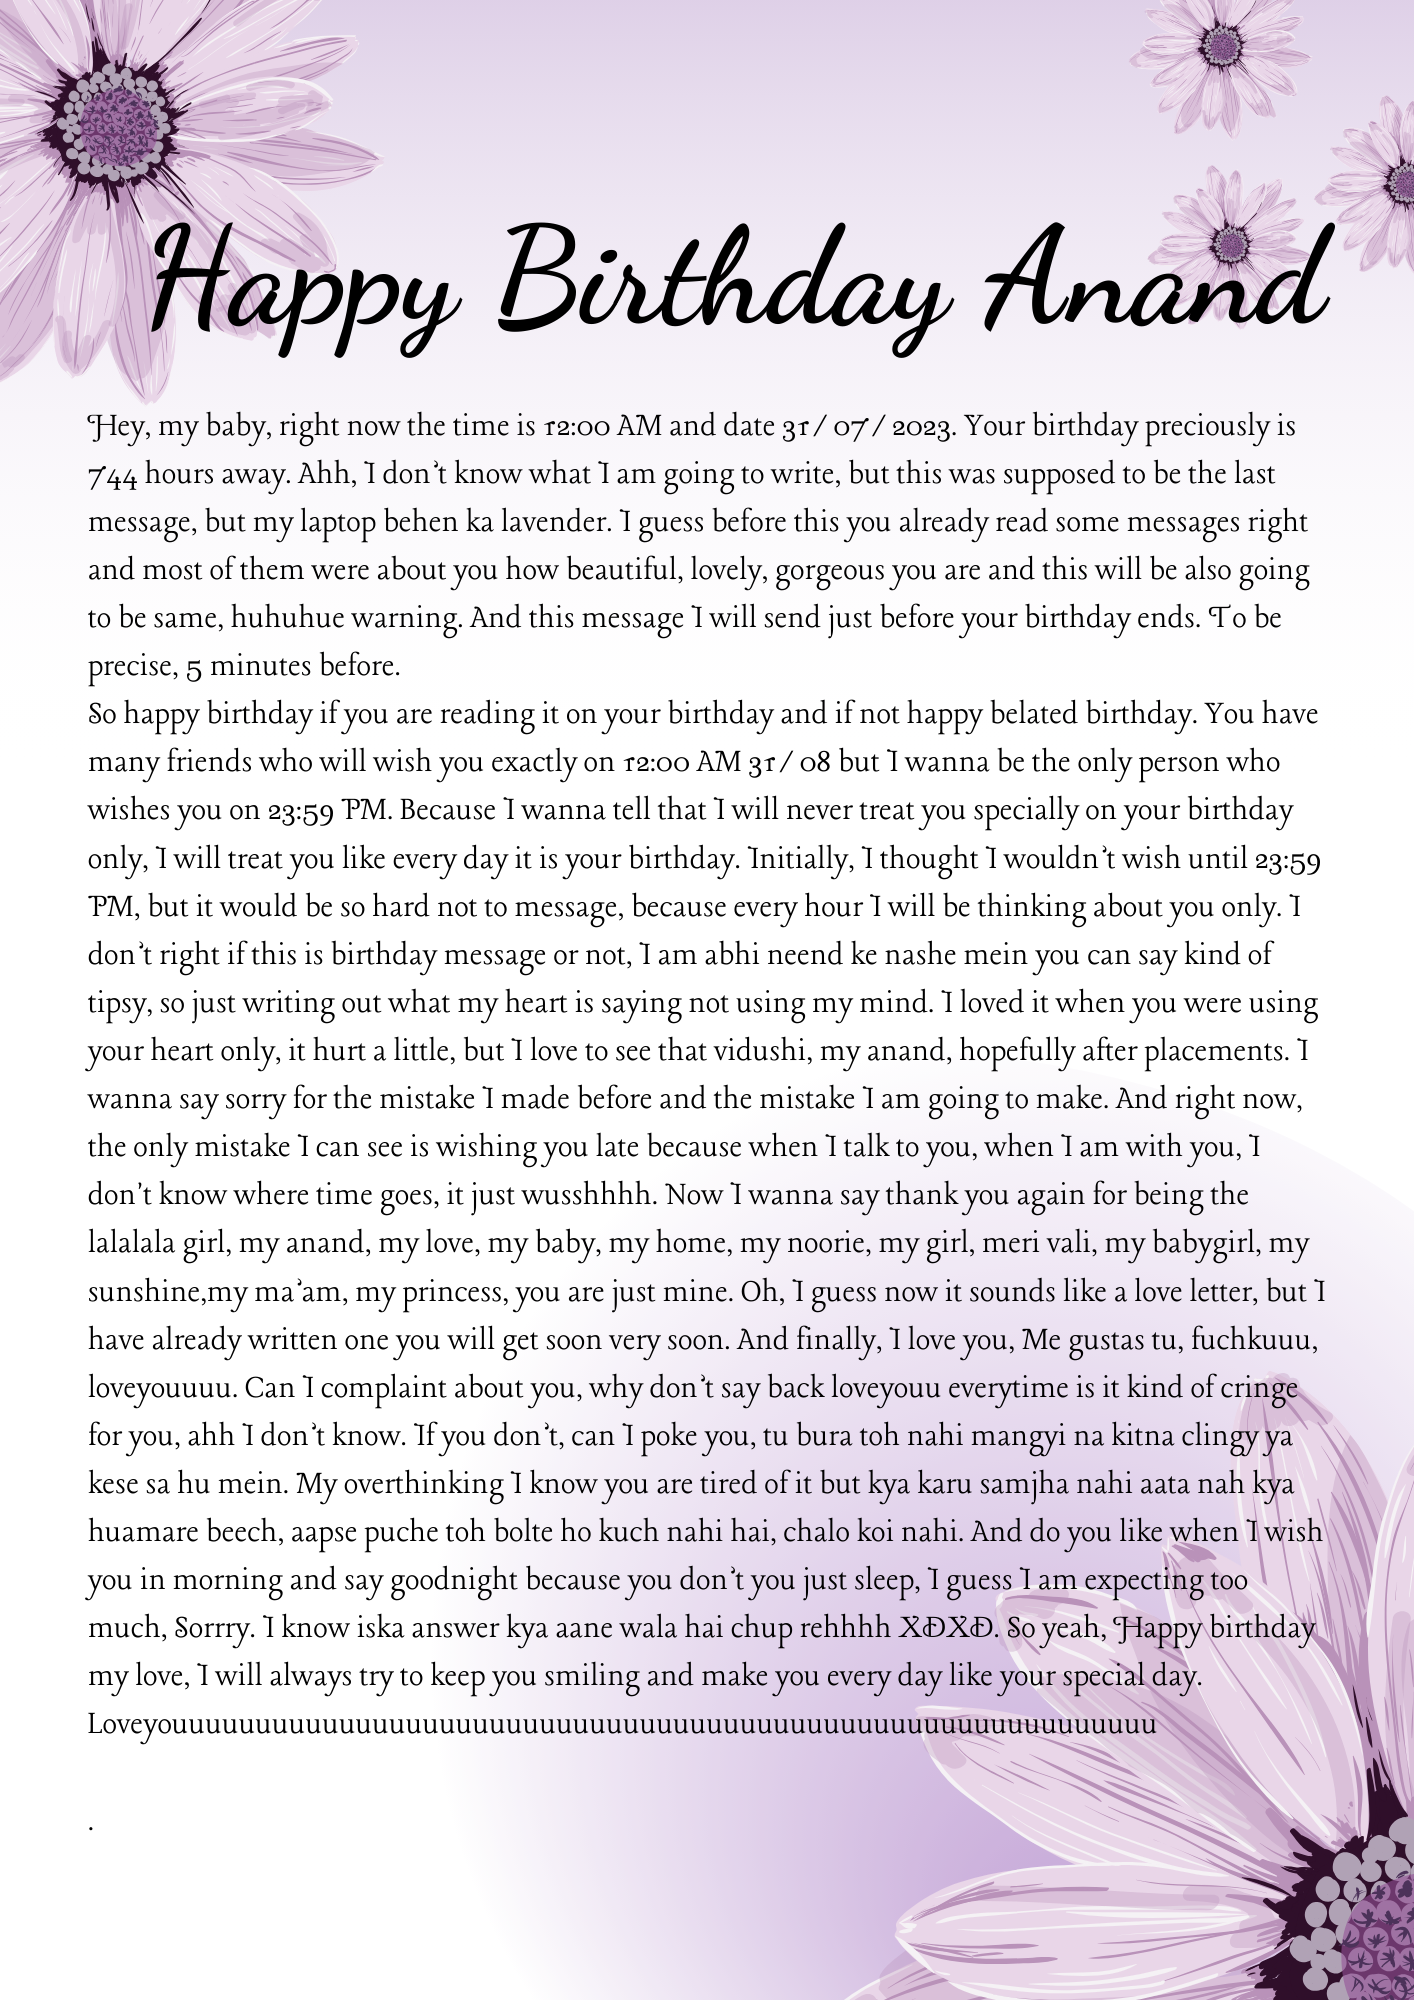 Happy Birthday Anand
Hey, my baby, right now the time is 12:00 AM and date 31/ 07/ 2023. Your birthday preciously is
744 hours away. Ahh, I don't know what I am going to write, but this was supposed to be the last
message, but my laptop behen ka lavender. I guess before this you already read some messages right
and most of them were about you how beautiful, lovely, gorgeous you are and this will be also going
to be same, huhuhue warning. And this message I will send just before your birthday ends. To be
precise, 5 minutes before.
So happy birthday if you are reading it on your birthday and if not happy belated birthday. You have
many friends who will wish you exactly on 12:00 AM 31/ 08 but I wanna be the only person who
wishes you on 23:59 PM. Because I wanna tell that I will never treat you specially on your birthday
only, I will treat you like every day it is your birthday. Initially, I thought I wouldn't wish until 23:59
PM, but it would be so hard not to message, because every hour I will be thinking about you only. I
don't right if this is birthday message or not, I am abhi neend ke nashe mein you can say kind of
tipsy, so just writing out what my heart is saying not using my mind. I loved it when you were using
your heart only, it hurt a little, but I love to see that vidushi, my anand, hopefully after placements. I
wanna say sorry for the mistake I made before and the mistake I am going to make. And right now,
the only mistake I can see is wishing you late because when I talk to you, when I am with you, I
don't know where time goes, it just wusshhhh. Now I wanna say thank you again for being the
lalalala girl, my anand, my love, my baby, my home, my noorie, my girl, meri vali, my babygirl, my
sunshine,my ma'am, my princess, you are just mine. Oh, I guess now it sounds like a love letter, but I
have already written one you will get soon very soon. And finally, I love you, Me gustas tu, fuchkuuu,
loveyouuuu. Can I complaint about you, why don't say back loveyouu everytime is it kind of cringe
for you, ahh I don't know. If you don't, can I poke you, tu bura toh nahi mangyi na kitna clingy ya
kese sa hu mein. My overthinking I know you are tired of it but kya karu samjha nahi aata nah kya
huamare beech, aapse puche toh bolte ho kuch nahi hai, chalo koi nahi. And do you like when I wish
you in morning and say goodnight because you don't you just sleep, I guess I am expecting too
much, Sorrry. I know iska answer kya aane wala hai chup rehhhh XDXD. So yeah, Happy birthday
my love, I will always try to keep you smiling and make you every day like your special day.
Loveyouuuuuuuuuuuuuuuuuuuuuuuuuuuuuuuuuuuuuuuuuuuuuuuuuuuuuuuuuuuu
.